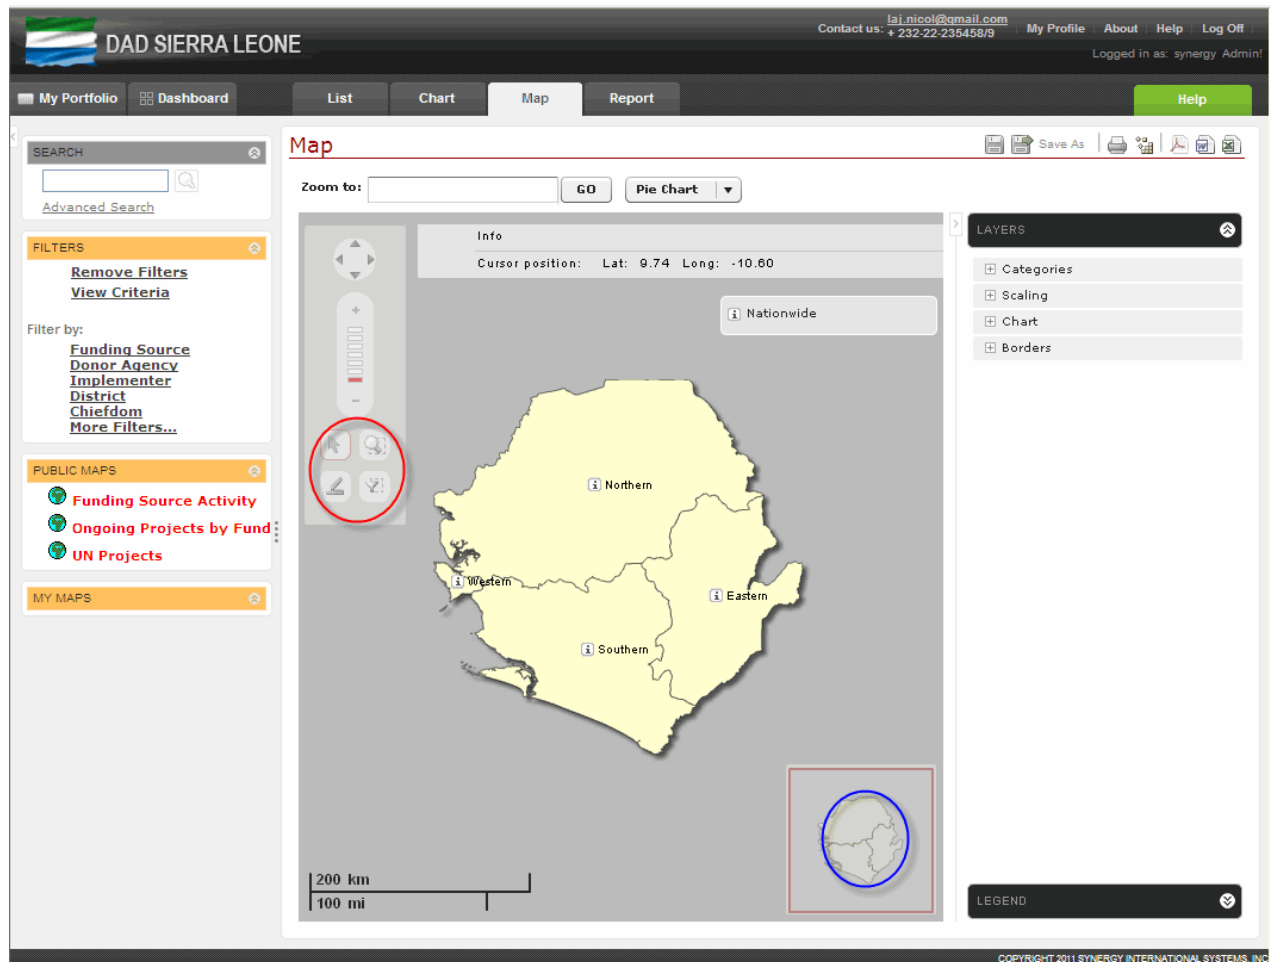 DAD SIERRA LEONE
Contact us: laj.nicol@gmail.com
+ 232-22-235458/9
My Profile About Help Log Off
Logged in as: synergy Admin!
My Portfolio Dashboard List Chart Map Report Help
SEARCH
Advanced Search
FILTERS
Remove Filters
View Criteria
Filter by:
Funding Source
Donor Agency
Implementer
District
Chiefdom
More Filters...
PUBLIC MAPS
Funding Source Activity
Ongoing Projects by Fund
UN Projects
MY MAPS
Map
Save As
Zoom to: GO Pie Chart
Info
Cursor position: Lat: 9.74 Long: -10.60
Nationwide
Northern
Western
Eastern
Southern
200 km
100 mi
LAYERS
Categories
Scaling
Chart
Borders
LEGEND
COPYRIGHT 2011 SYNERGY INTERNATIONAL SYSTEMS, INC